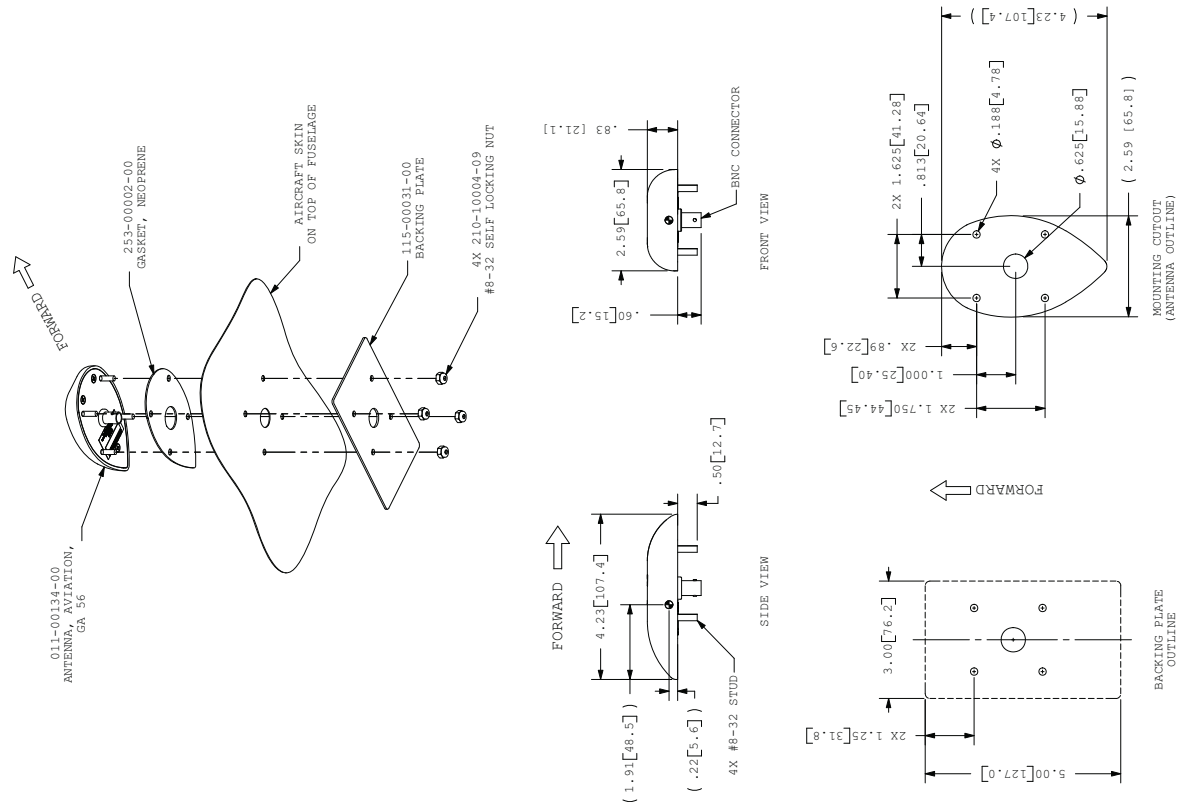 FORWARD
253-00002-00
GASKET, NEOPRENE
AIRCRAFT SKIN
ON TOP OF FUSELAGE
115-00031-00
BACKING PLATE
4X 210-10004-09
#8-32 SELF LOCKING NUT
011-00134-00
ANTENNA, AVIATION,
GA 56
.83 [21.1]
2.59[65.8]
.60[15.2]
BNC CONNECTOR
FRONT VIEW
FORWARD
4.23[107.4]
.50[12.7]
(1.91[48.5])
(.22[5.6])
4X #8-32 STUD
SIDE VIEW
(4.23[107.4])
2X 1.625[41.28]
.813[20.64]
4X Ø.188[4.78]
Ø.625[15.88]
(2.59 [65.8])
2X .89[22.6]
1.000[25.40]
2X 1.750[44.45]
MOUNTING CUTOUT
(ANTENNA OUTLINE)
FORWARD
3.00[76.2]
2X 1.25[31.8]
5.00[127.0]
BACKING PLATE
OUTLINE